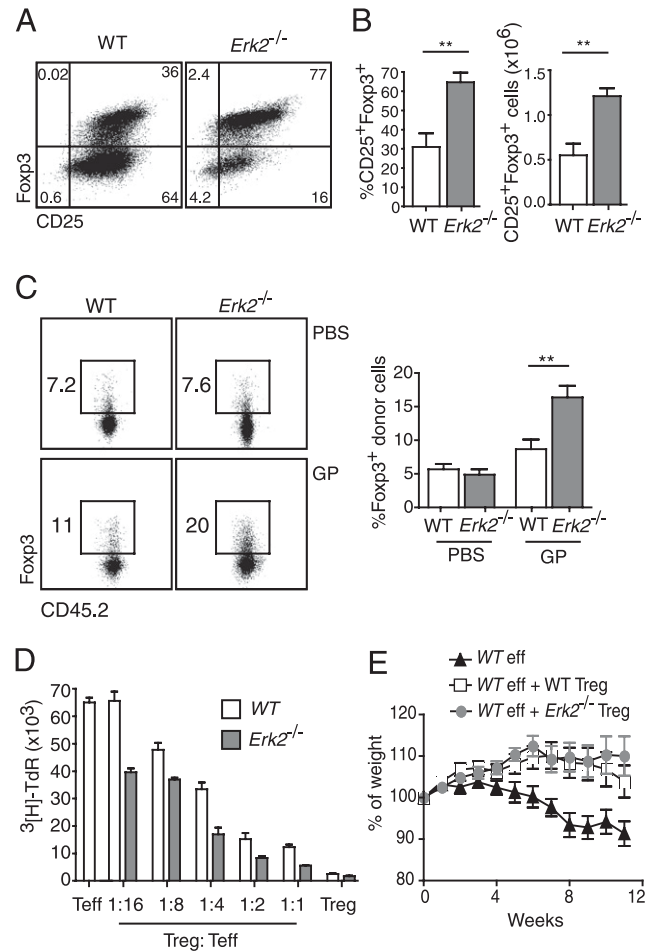 A
WT
Erk2-/-
0.02
36
2.4
77
0.6
64
4.2
16
Foxp3
CD25
B
**
%CD25+Foxp3+
70
60
50
40
30
20
10
0
WT Erk2-/-
**
CD25+Foxp3+ cells (x10⁶)
1.5
1.0
0.5
0.0
WT Erk2-/-
C
WT
Erk2-/-
PBS
7.2
7.6
GP
11
20
Foxp3
CD45.2
**
%Foxp3+ donor cells
20
15
10
5
0
WT Erk2-/- WT Erk2-/-
PBS GP
D
3[H]-TdR (x10³)
70
60
50
40
30
20
10
0
WT
Erk2-/-
Teff 1:16 1:8 1:4 1:2 1:1 Treg
Treg: Teff
E
WT eff
WT eff + WT Treg
WT eff + Erk2-/- Treg
% of weight
120
110
100
90
80
0 4 8 12
Weeks